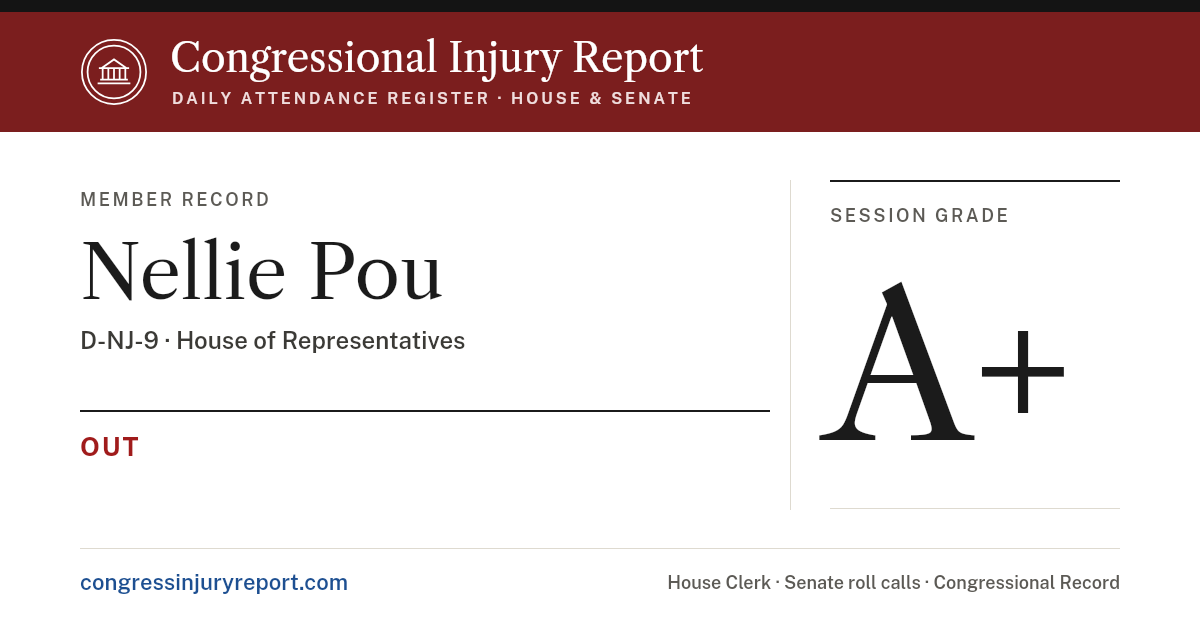 Congressional Injury Report
DAILY ATTENDANCE REGISTER · HOUSE & SENATE
MEMBER RECORD
Nellie Pou
D-NJ-9 · House of Representatives
OUT
SESSION GRADE
A+
congressinjuryreport.com
House Clerk · Senate roll calls · Congressional Record